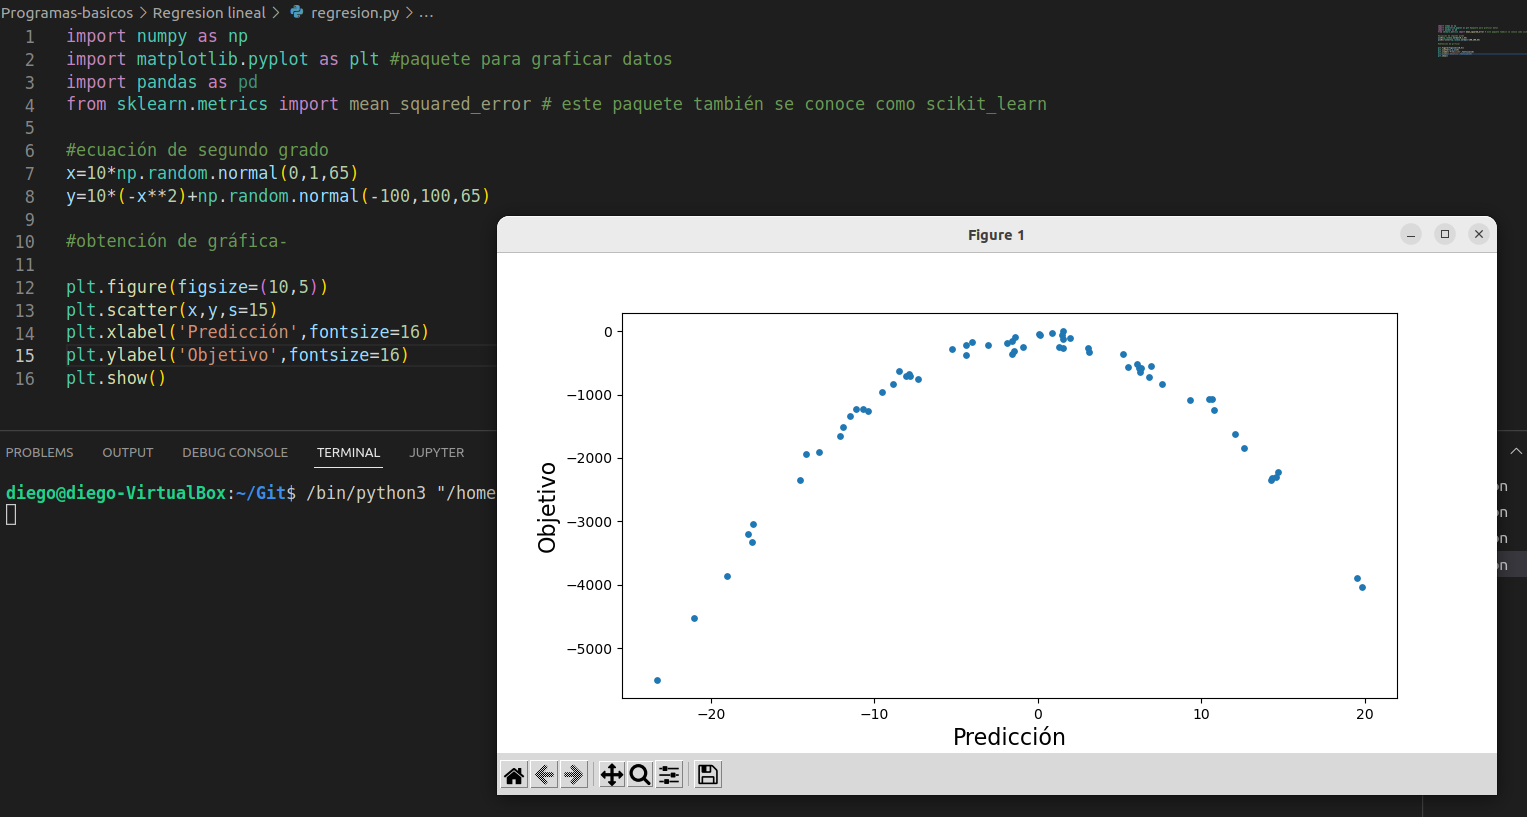 Programas-basicos > Regresion lineal > regresion.py > ...
1 import numpy as np
2 import matplotlib.pyplot as plt #paquete para graficar datos
3 import pandas as pd
4 from sklearn.metrics import mean_squared_error # este paquete también se conoce como scikit_learn
5
6 #ecuación de segundo grado
7 x=10*np.random.normal(0,1,65)
8 y=10*(-x**2)+np.random.normal(-100,100,65)
9
10 #obtención de gráfica-
11
12 plt.figure(figsize=(10,5))
13 plt.scatter(x,y,s=15)
14 plt.xlabel('Predicción',fontsize=16)
15 plt.ylabel('Objetivo',fontsize=16)
16 plt.show()
PROBLEMS OUTPUT DEBUG CONSOLE TERMINAL JUPYTER
diego@diego-VirtualBox:~/Git$ /bin/python3 "/home
Figure 1
0
−1000
−2000
−3000
−4000
−5000
Objetivo
−20 −10 0 10 20
Predicción
on
on
on
on